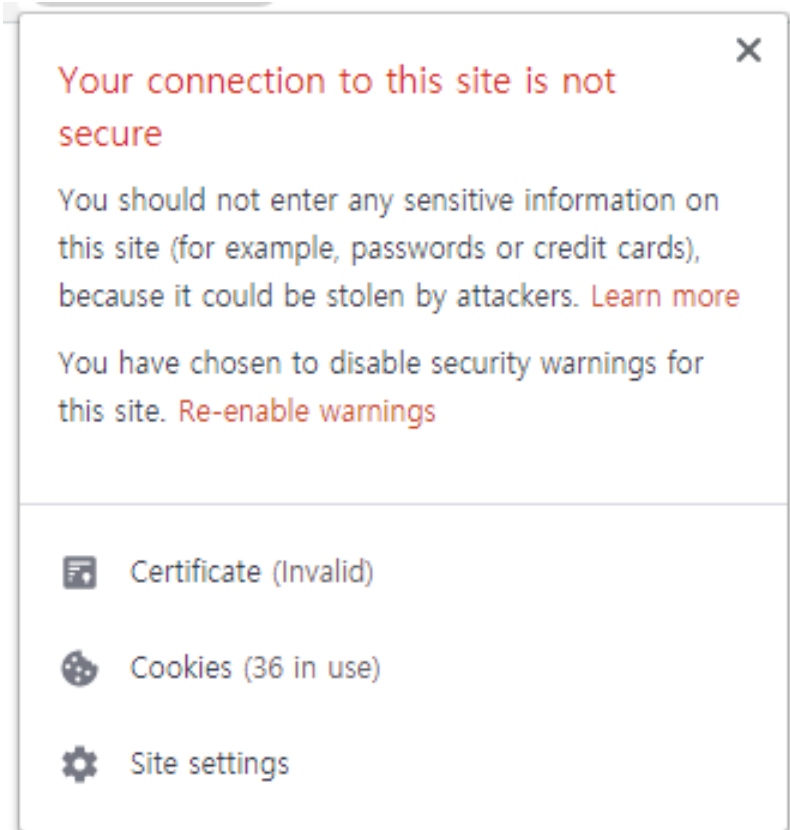 Your connection to this site is not
secure
You should not enter any sensitive information on
this site (for example, passwords or credit cards),
because it could be stolen by attackers. Learn more
You have chosen to disable security warnings for
this site. Re-enable warnings
Certificate (Invalid)
Cookies (36 in use)
Site settings